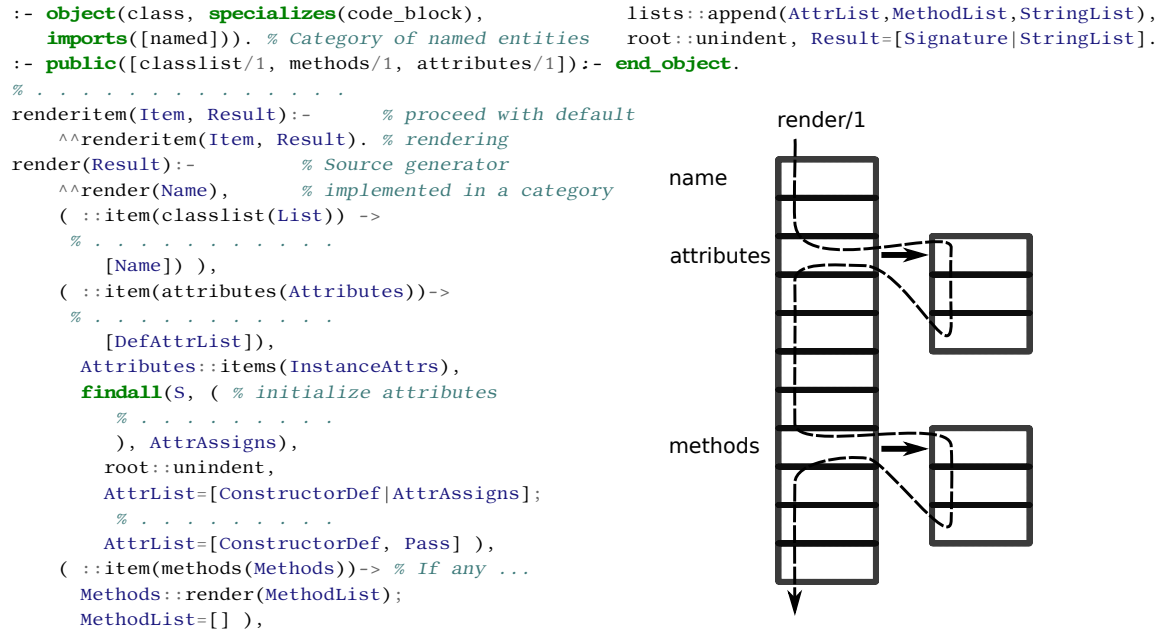 :- object(class, specializes(code_block),
   imports([named])). % Category of named entities
:- public([classlist/1, methods/1, attributes/1]).
% . . . . . . . . . . . . . .
renderitem(Item, Result):-      % proceed with default
    ^^renderitem(Item, Result). % rendering
render(Result):-         % Source generator
    ^^render(Name),      % implemented in a category
    ( ::item(classlist(List)) ->
     % . . . . . . . . . . .
        [Name]) ),
    ( ::item(attributes(Attributes))->
     % . . . . . . . . . . .
        [DefAttrList]),
      Attributes::items(InstanceAttrs),
      findall(S, ( % initialize attributes
         % . . . . . . . . .
         ), AttrAssigns),
        root::unindent,
        AttrList=[ConstructorDef|AttrAssigns];
         % . . . . . . . . .
        AttrList=[ConstructorDef, Pass] ),
    ( ::item(methods(Methods))-> % If any ...
      Methods::render(MethodList);
      MethodList=[] ),
lists::append(AttrList,MethodList,StringList),
root::unindent, Result=[Signature|StringList].
:- end_object.
render/1
name
attributes
methods